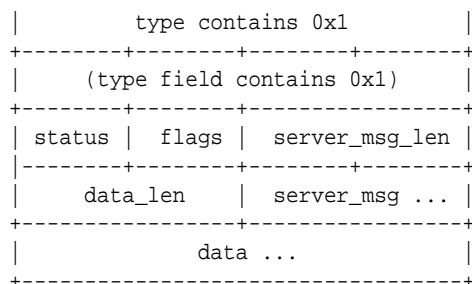 |          type contains 0x1          |
+--------+--------+--------+--------+
|      (type field contains 0x1)      |
+--------+--------+-----------------+
| status |  flags |  server_msg_len |
|--------+--------+--------+--------+
|     data_len    |  server_msg ... |
+-----------------+-----------------+
|              data ...             |
+-----------------------------------+